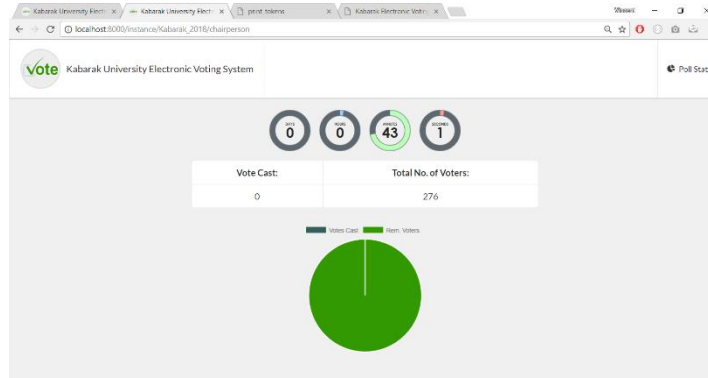 Kabarak University Elect
Kabarak University Elect
print tokens
Kabarak Electronic Votin
localhost:8000/instance/Kabarak_2018/chairperson
vote Kabarak University Electronic Voting System
Poll Stat
DAYS HOURS MINUTES SECONDS
0 0 43 1
Vote Cast: Total No. of Voters:
0 276
Votes Cast Rem. Voters